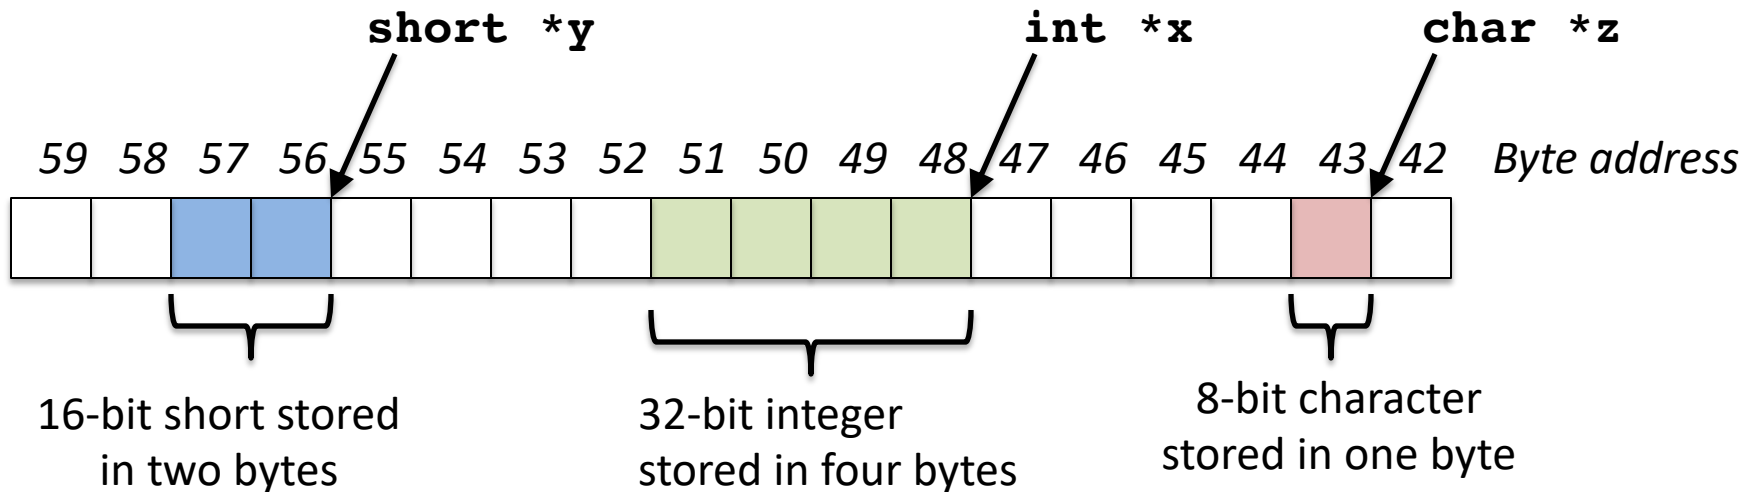 short *y int *x char *z
59 58 57 56 55 54 53 52 51 50 49 48 47 46 45 44 43 42 Byte address
16-bit short stored
in two bytes
32-bit integer
stored in four bytes
8-bit character
stored in one byte